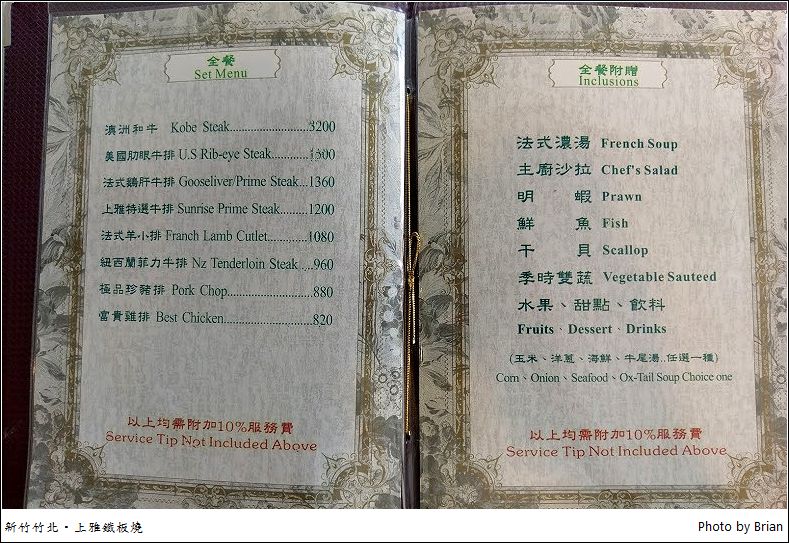 全餐
Set Menu
澳洲和牛 Kobe Steak............................3200
美國肋眼牛排 U.S Rib-eye Steak.............1500
法式鵝肝牛排 Gooseliver/Prime Steak...1360
上雅特選牛排 Sunrise Prime Steak.........1200
法式羊小排 Franch Lamb Cutlet.............1080
紐西蘭菲力牛排 Nz Tenderloin Steak.....960
極品珍豬排 Pork Chop...........................880
富貴雞排 Best Chicken..............................820
以上均需附加10%服務費
Service Tip Not Included Above
全餐附贈
Inclusions
法式濃湯 French Soup
主廚沙拉 Chef's Salad
明 蝦 Prawn
鮮 魚 Fish
干 貝 Scallop
季時雙蔬 Vegetable Sauteed
水果、甜點、飲料
Fruits、Dessert、Drinks
(玉米、洋蔥、海鮮、牛尾湯..任選一種)
Corn、Onion、Seafood、Ox-Tail Soup Choice one
以上均需附加10%服務費
Service Tip Not Included Above
新竹竹北‧上雅鐵板燒
Photo by Brian